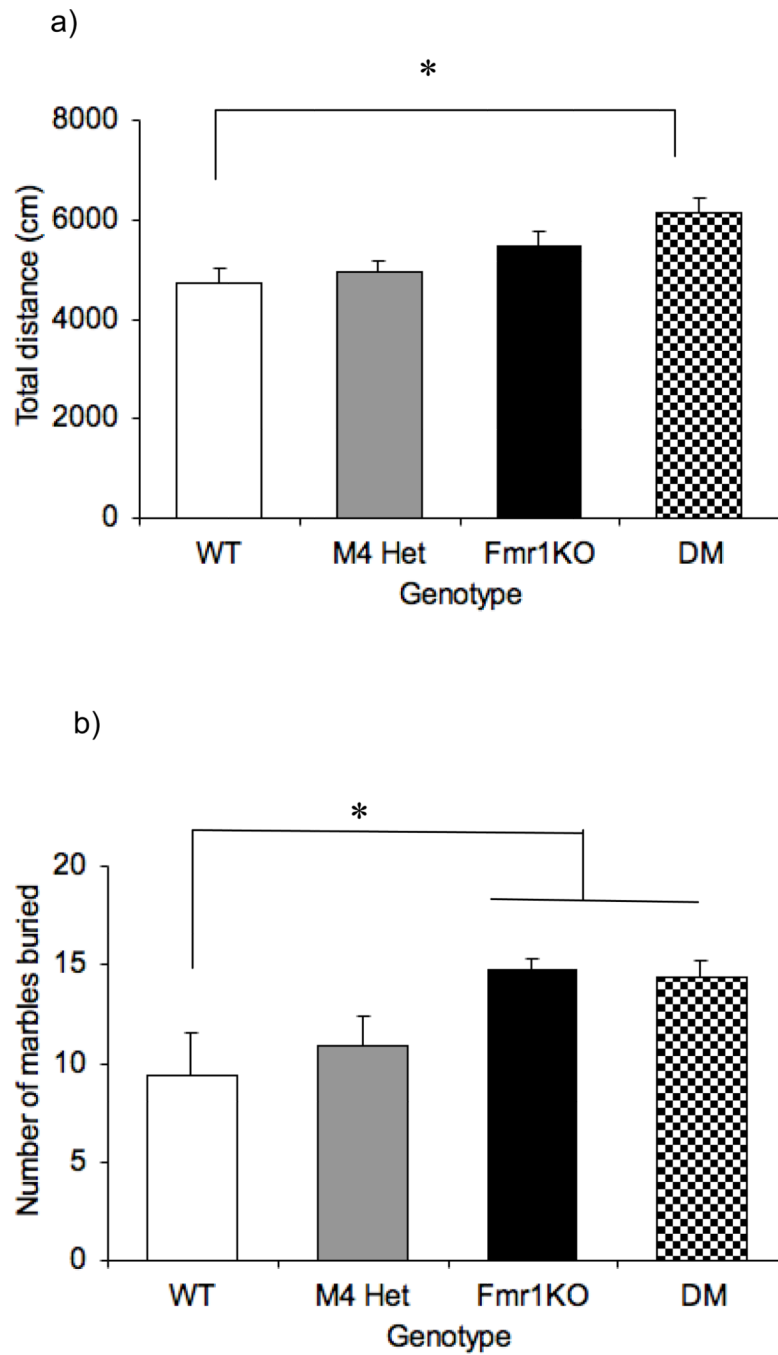 a)
*
8000
6000
4000
2000
0
Total distance (cm)
WT M4 Het Fmr1KO DM
Genotype
b)
*
20
15
10
5
0
Number of marbles buried
WT M4 Het Fmr1KO DM
Genotype